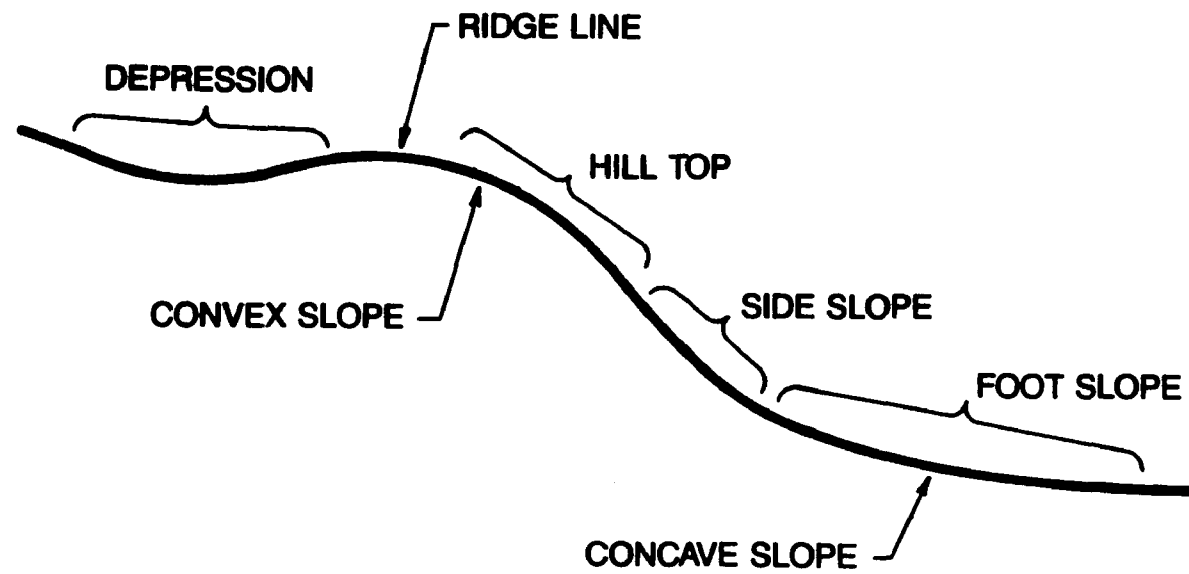 RIDGE LINE
DEPRESSION
HILL TOP
CONVEX SLOPE
SIDE SLOPE
FOOT SLOPE
CONCAVE SLOPE